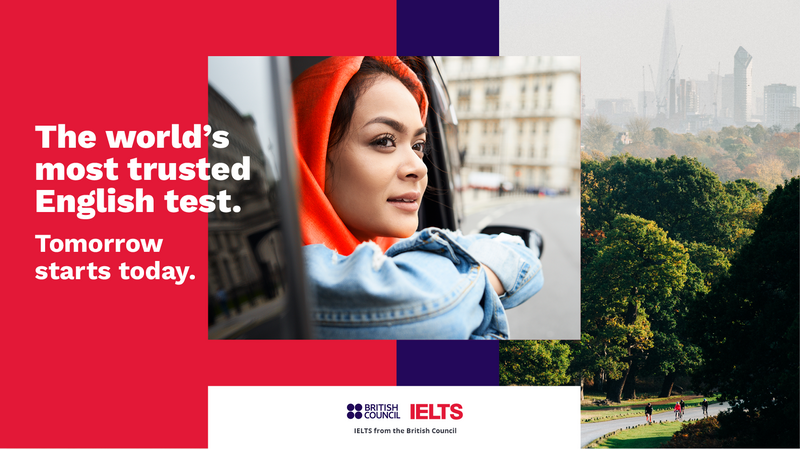 The world’s
most trusted
English test.
Tomorrow
starts today.
BRITISH
COUNCIL
IELTS
IELTS from the British Council